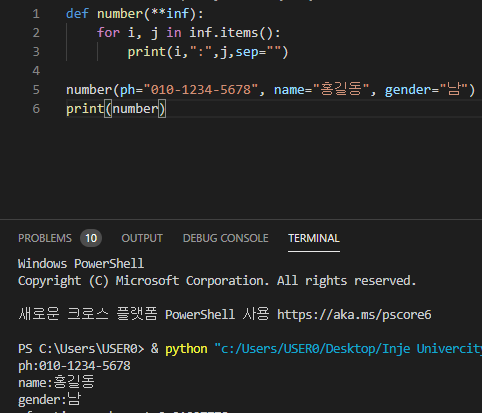 1 def number(**inf):
2 for i, j in inf.items():
3 print(i,":",j,sep="")
4
5 number(ph="010-1234-5678", name="홍길동", gender="남")
6 print(number)
PROBLEMS 10 OUTPUT DEBUG CONSOLE TERMINAL
Windows PowerShell
Copyright (C) Microsoft Corporation. All rights reserved.
새로운 크로스 플랫폼 PowerShell 사용 https://aka.ms/pscore6
PS C:\Users\USER0> & python "c:/Users/USER0/Desktop/Inje Univercity
ph:010-1234-5678
name:홍길동
gender:남